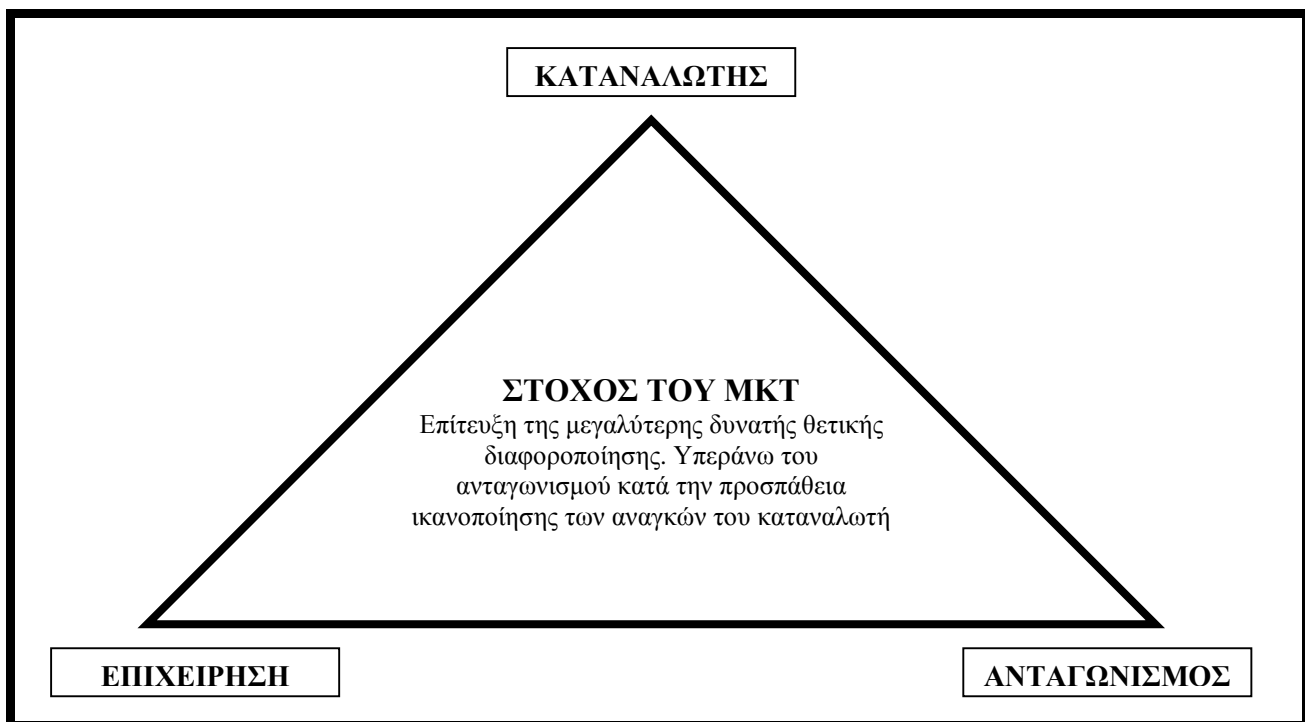 ΚΑΤΑΝΑΛΩΤΗΣ
ΣΤΟΧΟΣ ΤΟΥ ΜΚΤ
Επίτευξη της μεγαλύτερης δυνατής θετικής
διαφοροποίησης. Υπεράνω του
ανταγωνισμού κατά την προσπάθεια
ικανοποίησης των αναγκών του καταναλωτή
ΕΠΙΧΕΙΡΗΣΗ
ΑΝΤΑΓΩΝΙΣΜΟΣ